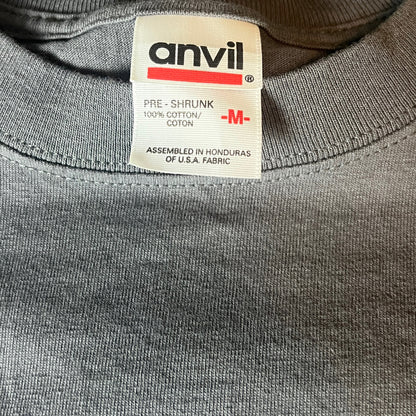 anvil®
PRE - SHRUNK
100% COTTON/
COTON
-M-
ASSEMBLED IN HONDURAS
OF U.S.A. FABRIC